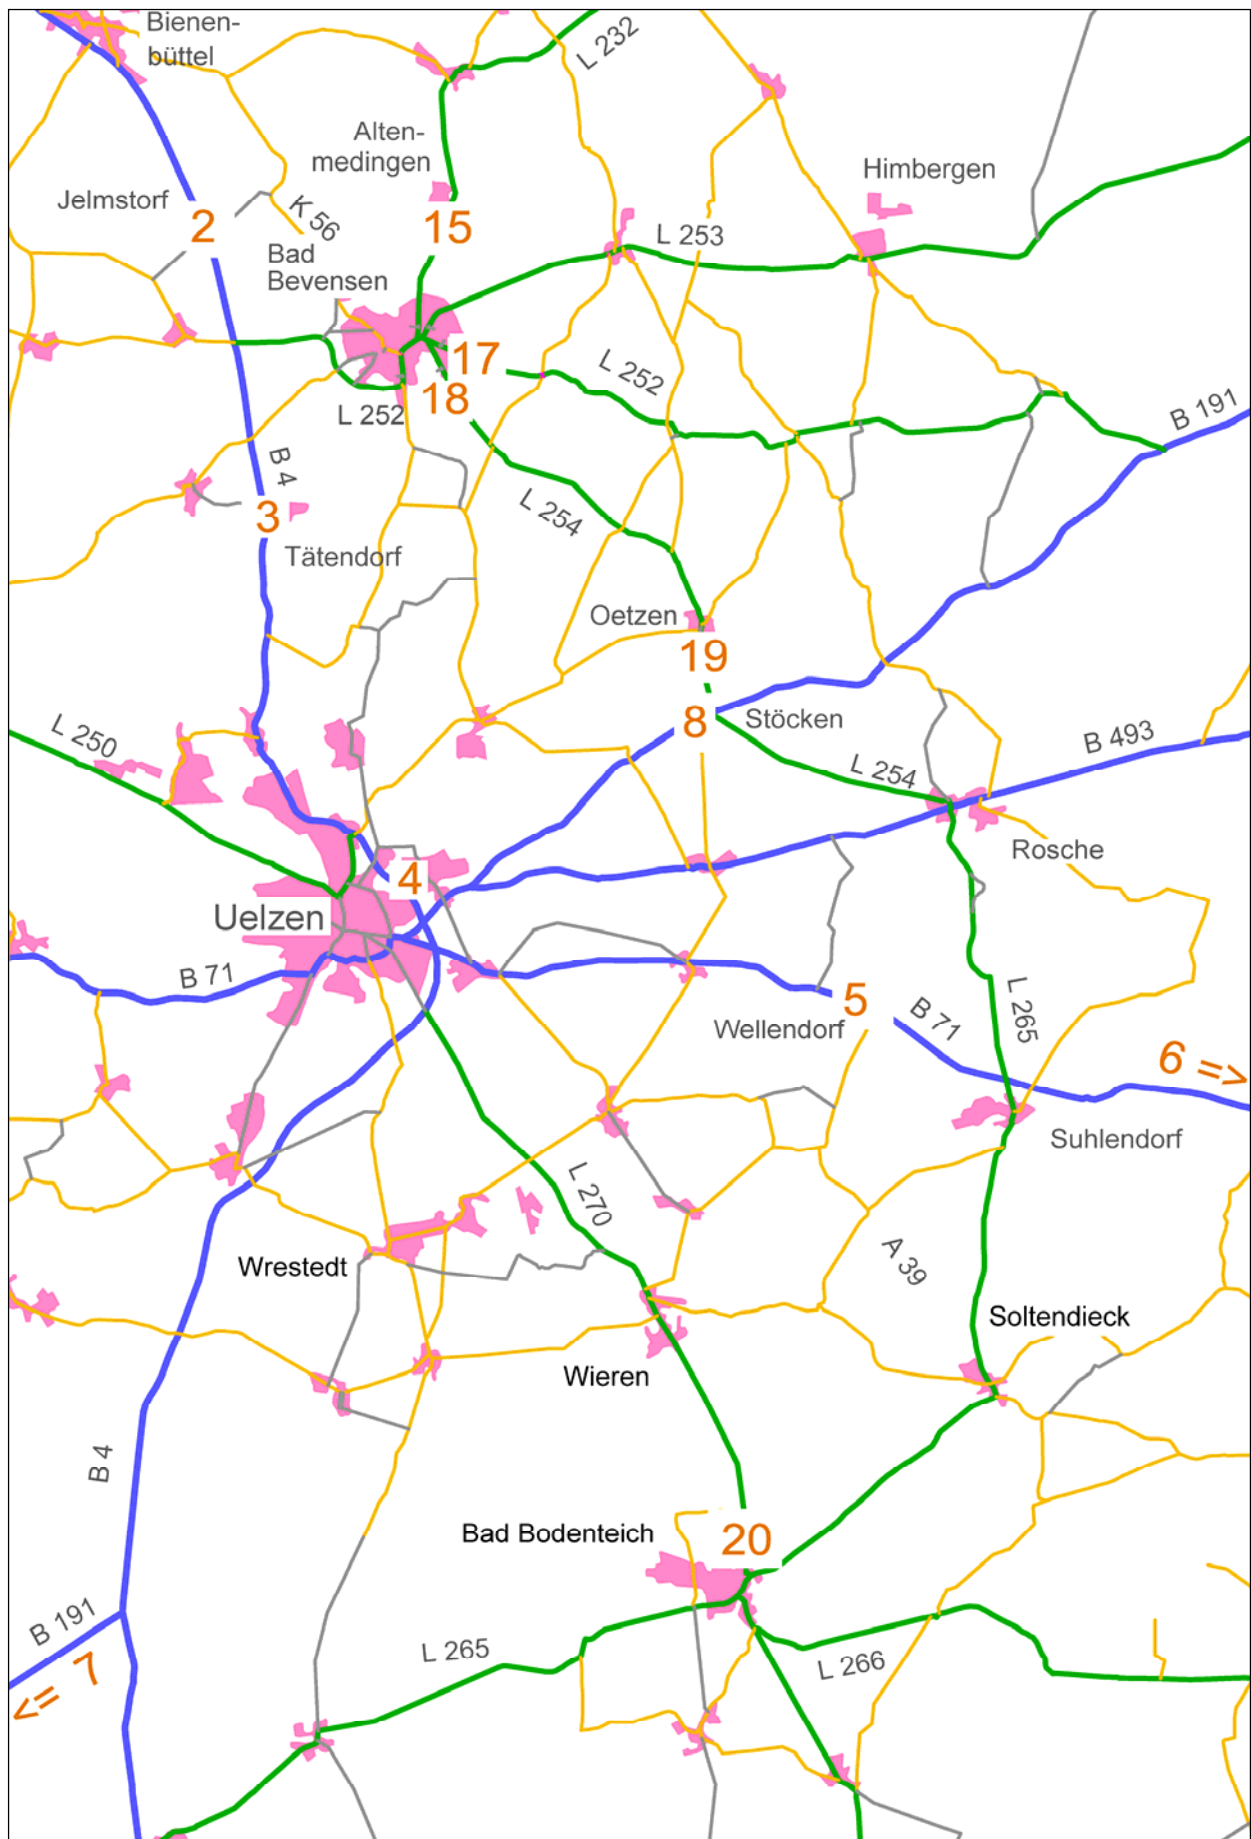 Bienen-
büttel
L 232
Alten-
medingen
Himbergen
Jelmstorf
2
K 56
15
L 253
Bad
Bevensen
17
L 252
18
L 252
B 191
B 4
3
L 254
Tätendorf
Oetzen
19
8
Stöcken
L 250
B 493
L 254
Rosche
4
Uelzen
B 71
5
L 265
Wellendorf
B 71
6 =>
Suhlendorf
L 270
Wrestedt
A 39
Soltendieck
Wieren
B 4
Bad Bodenteich
20
B 191
L 265
L 266
<= 7